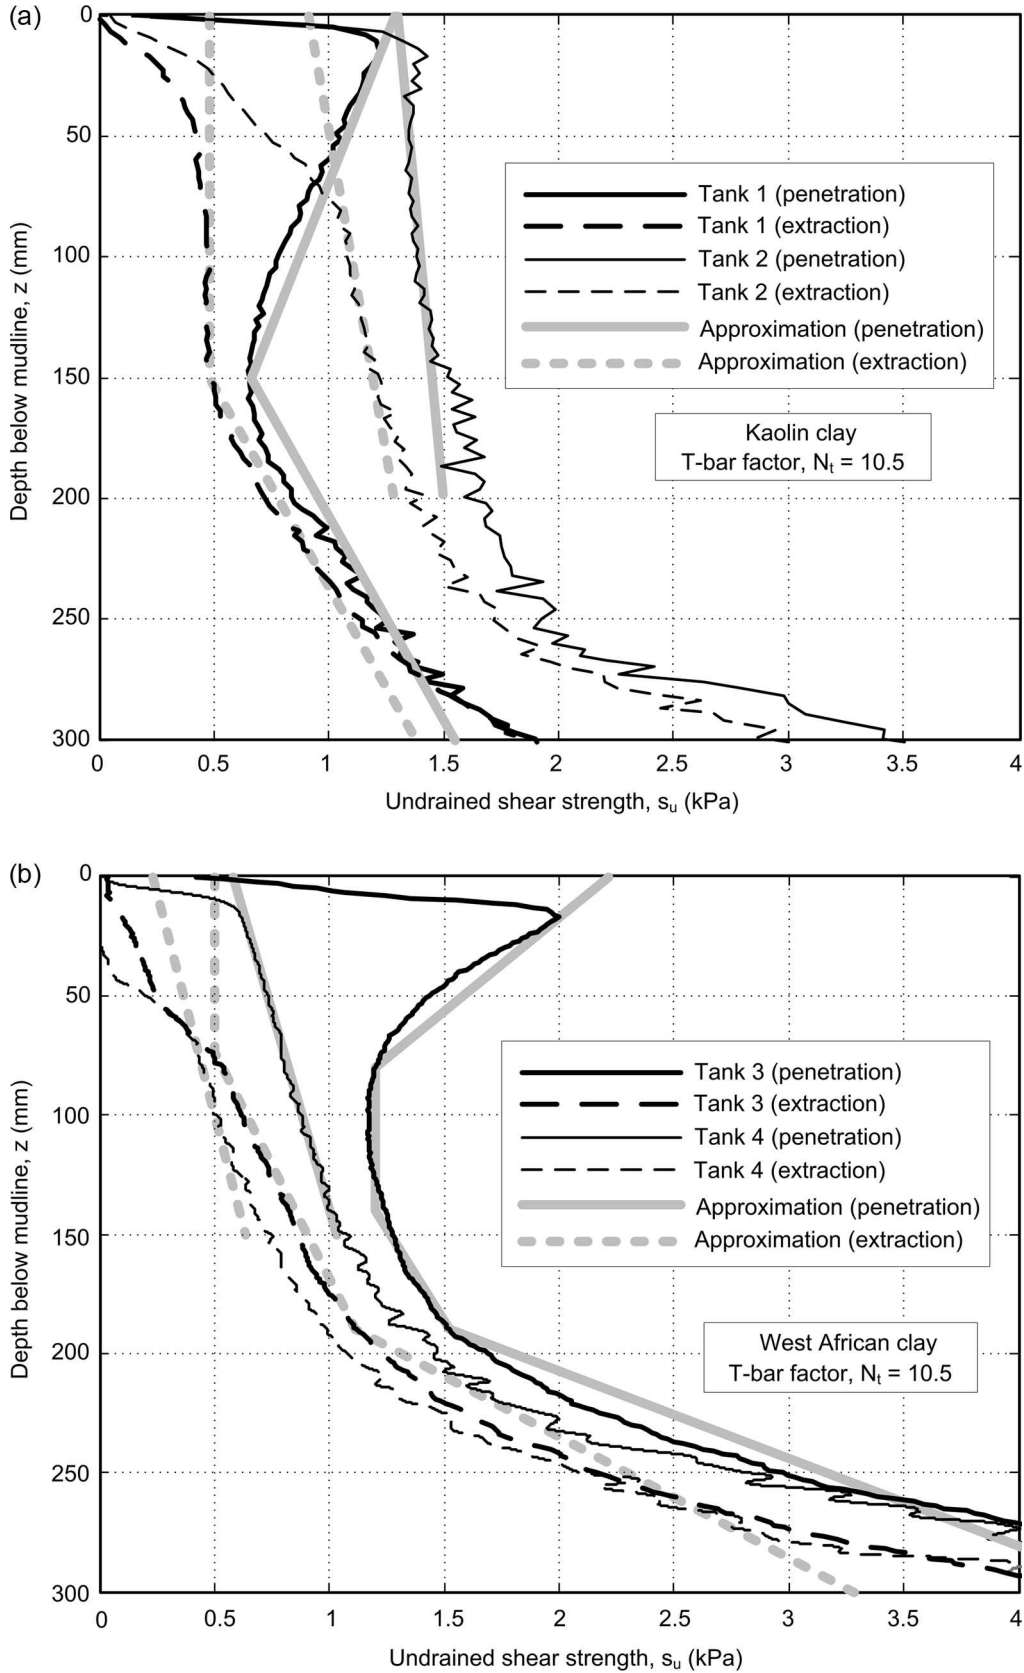 (a)
0
50
100
150
200
250
300
Depth below mudline, z (mm)
Tank 1 (penetration)
Tank 1 (extraction)
Tank 2 (penetration)
Tank 2 (extraction)
Approximation (penetration)
Approximation (extraction)
Kaolin clay
T-bar factor, Nt = 10.5
0 0.5 1 1.5 2 2.5 3 3.5 4
Undrained shear strength, su (kPa)
(b)
0
50
100
150
200
250
300
Depth below mudline, z (mm)
Tank 3 (penetration)
Tank 3 (extraction)
Tank 4 (penetration)
Tank 4 (extraction)
Approximation (penetration)
Approximation (extraction)
West African clay
T-bar factor, Nt = 10.5
0 0.5 1 1.5 2 2.5 3 3.5 4
Undrained shear strength, su (kPa)